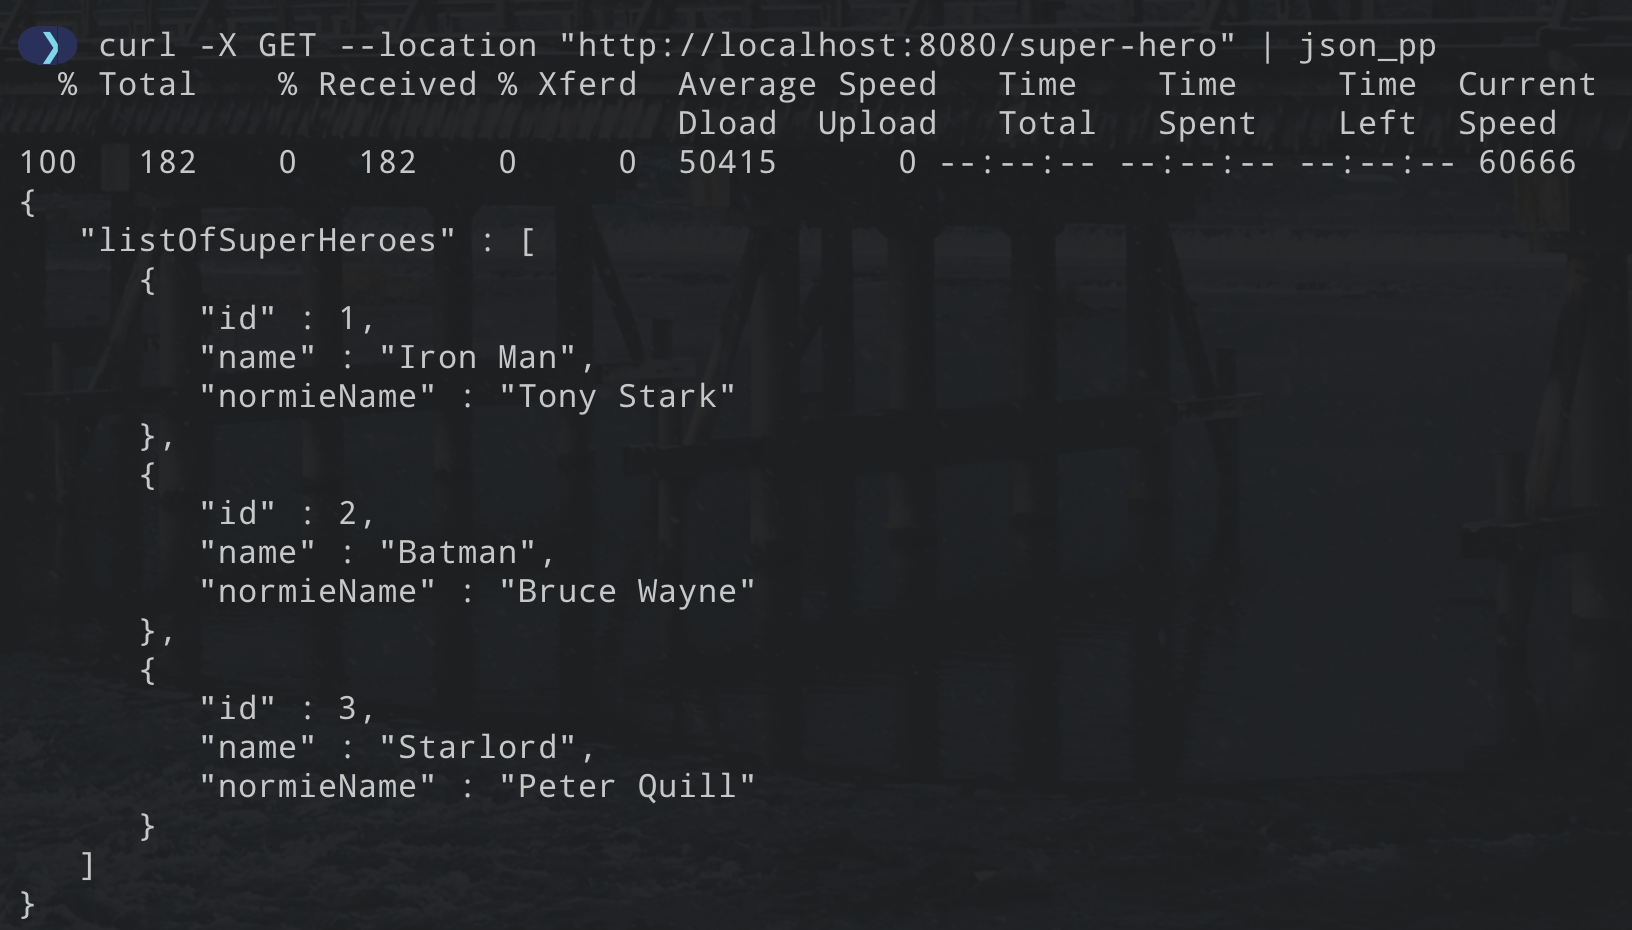 ❯ curl -X GET --location "http://localhost:8080/super-hero" | json_pp
  % Total    % Received % Xferd  Average Speed   Time    Time     Time  Current
                                 Dload  Upload   Total   Spent    Left  Speed
100   182    0   182    0     0  50415      0 --:--:-- --:--:-- --:--:-- 60666
{
   "listOfSuperHeroes" : [
      {
         "id" : 1,
         "name" : "Iron Man",
         "normieName" : "Tony Stark"
      },
      {
         "id" : 2,
         "name" : "Batman",
         "normieName" : "Bruce Wayne"
      },
      {
         "id" : 3,
         "name" : "Starlord",
         "normieName" : "Peter Quill"
      }
   ]
}